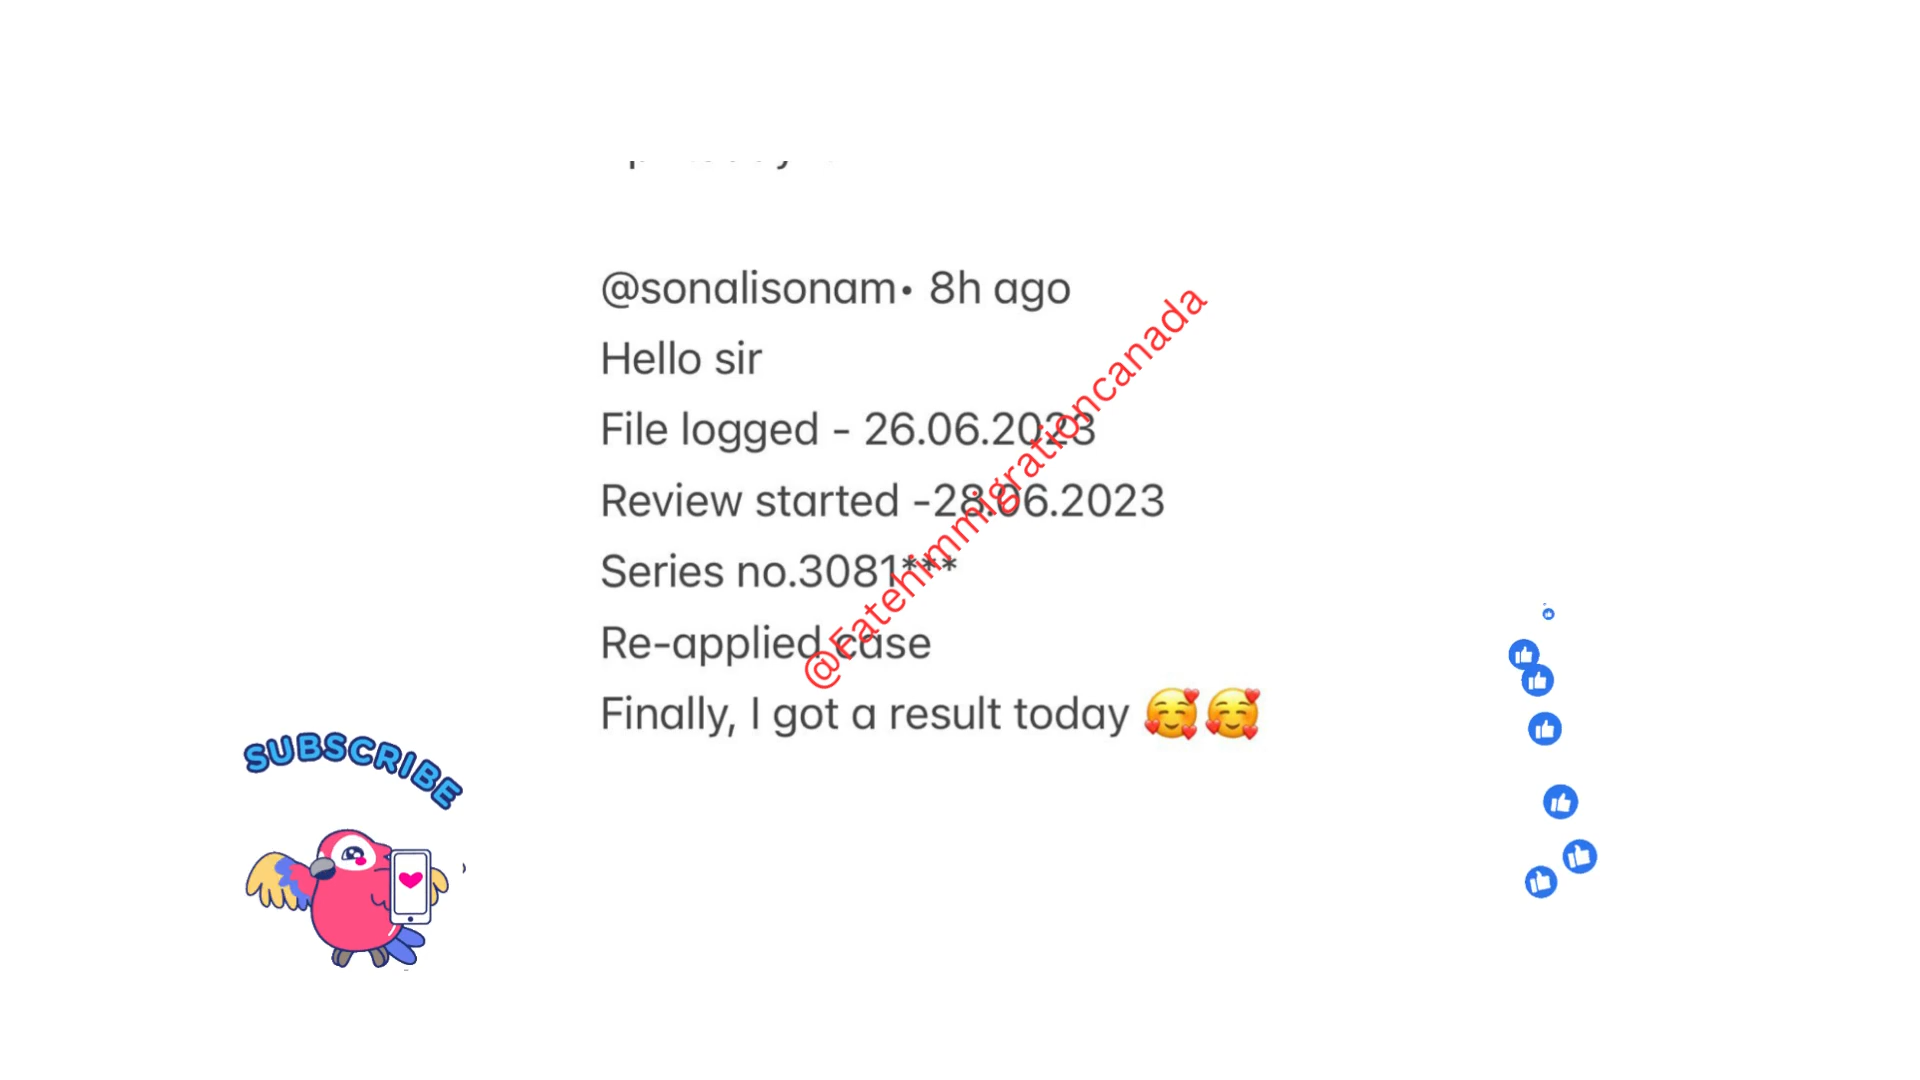 @sonalisonam• 8h ago
Hello sir
File logged - 26.06.2023
Review started -28.06.2023
Series no.3081***
Re-applied case
Finally, I got a result today 🥰🥰
@Fatehimmigrationcanada
SUBSCRIBE